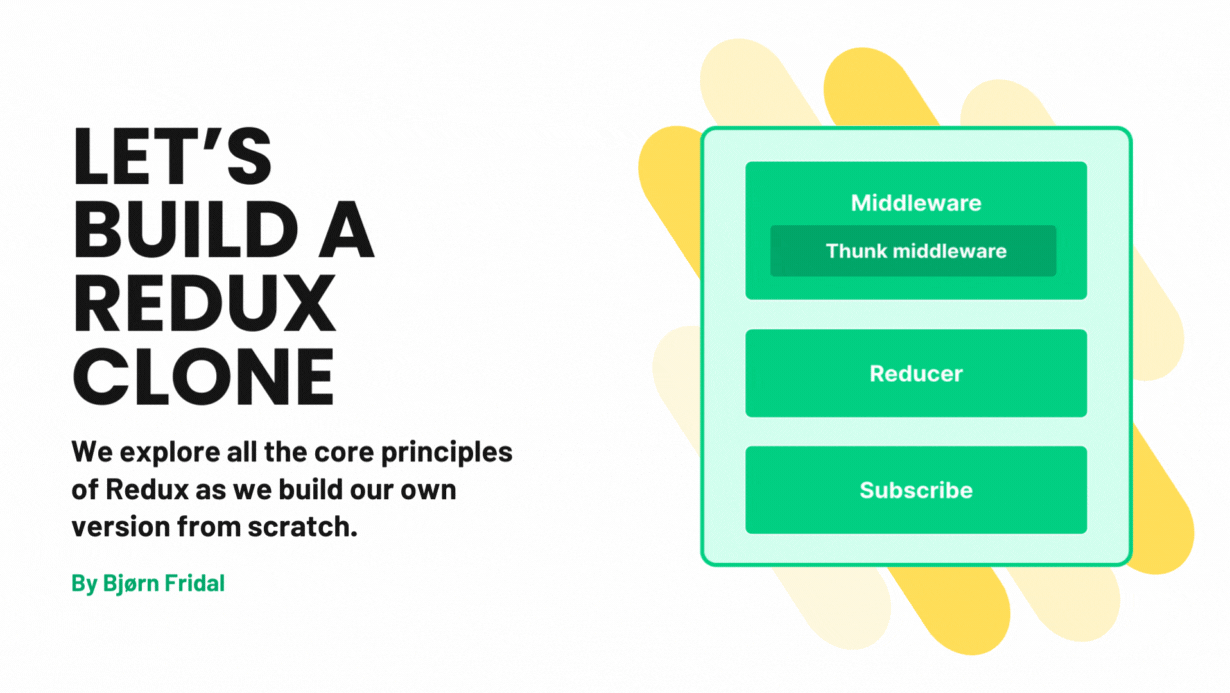 LET’S
BUILD A
REDUX
CLONE
We explore all the core principles
of Redux as we build our own
version from scratch.
By Bjørn Fridal
Middleware
Thunk middleware
Reducer
Subscribe